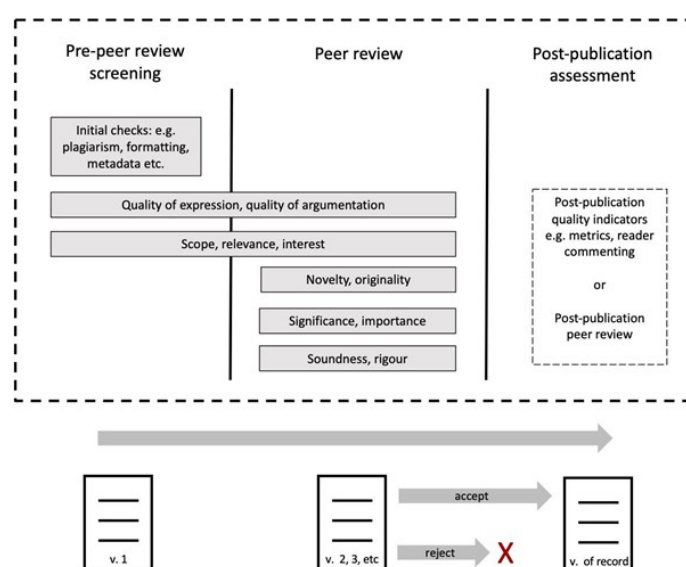 Pre-peer review
screening
Peer review
Post-publication
assessment
Initial checks: e.g.
plagiarism, formatting,
metadata etc.
Quality of expression, quality of argumentation
Scope, relevance, interest
Novelty, originality
Significance, importance
Soundness, rigour
Post-publication
quality indicators
e.g. metrics, reader
commenting
or
Post-publication
peer review
accept
reject
X
v. 1
v. 2, 3, etc
v. of record